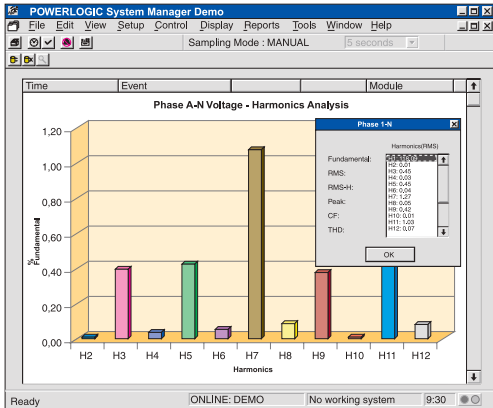 POWERLOGIC System Manager Demo
File Edit View Setup Control Display Reports Tools Window Help
Sampling Mode : MANUAL 5 seconds
Time Event Module
Phase A-N Voltage - Harmonics Analysis
Phase 1-N
Harmonics(RMS)
Fundamental:
RMS:
RMS-H:
Peak:
CF:
THD:
H2: 0.01
H3: 0.45
H4: 0.03
H5: 0.45
H6: 0.04
H7: 1.27
H8: 0.05
H9: 0.42
H10: 0.01
H11: 1.03
H12: 0.07
OK
% Fundamental
1,20
1,00
0,80
0,60
0,40
0,20
0,00
H2 H3 H4 H5 H6 H7 H8 H9 H10 H11 H12
Harmonics
Ready ONLINE: DEMO No working system 9:30